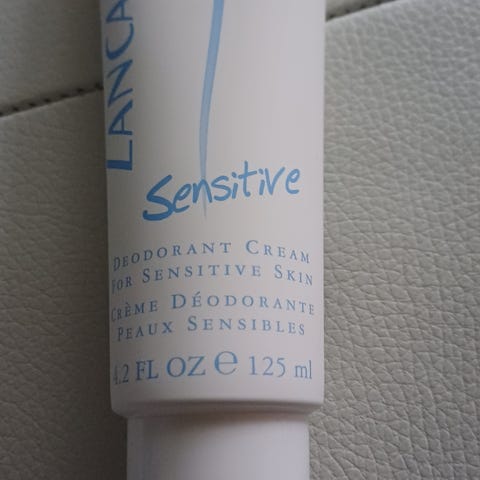 LANCA
Sensitive
DEODORANT CREAM
FOR SENSITIVE SKIN
CRÈME DÉODORANTE
PEAUX SENSIBLES
4.2 FL OZ ℮ 125 ml